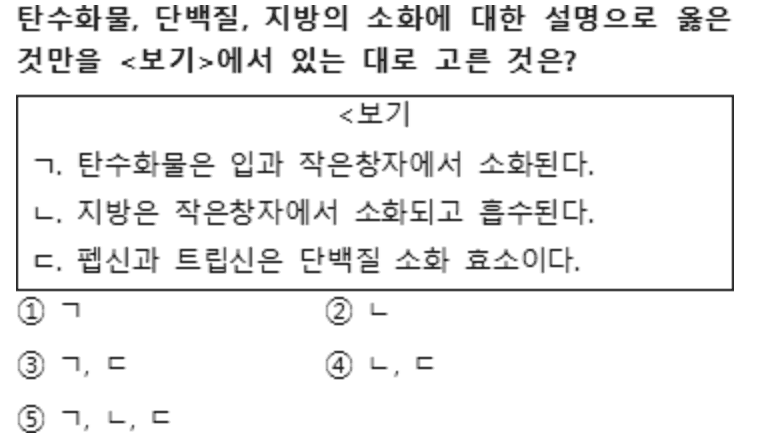 탄수화물, 단백질, 지방의 소화에 대한 설명으로 옳은
것만을 <보기>에서 있는 대로 고른 것은?
<보기
ㄱ. 탄수화물은 입과 작은창자에서 소화된다.
ㄴ. 지방은 작은창자에서 소화되고 흡수된다.
ㄷ. 펩신과 트립신은 단백질 소화 효소이다.
① ㄱ ② ㄴ
③ ㄱ, ㄷ ④ ㄴ, ㄷ
⑤ ㄱ, ㄴ, ㄷ